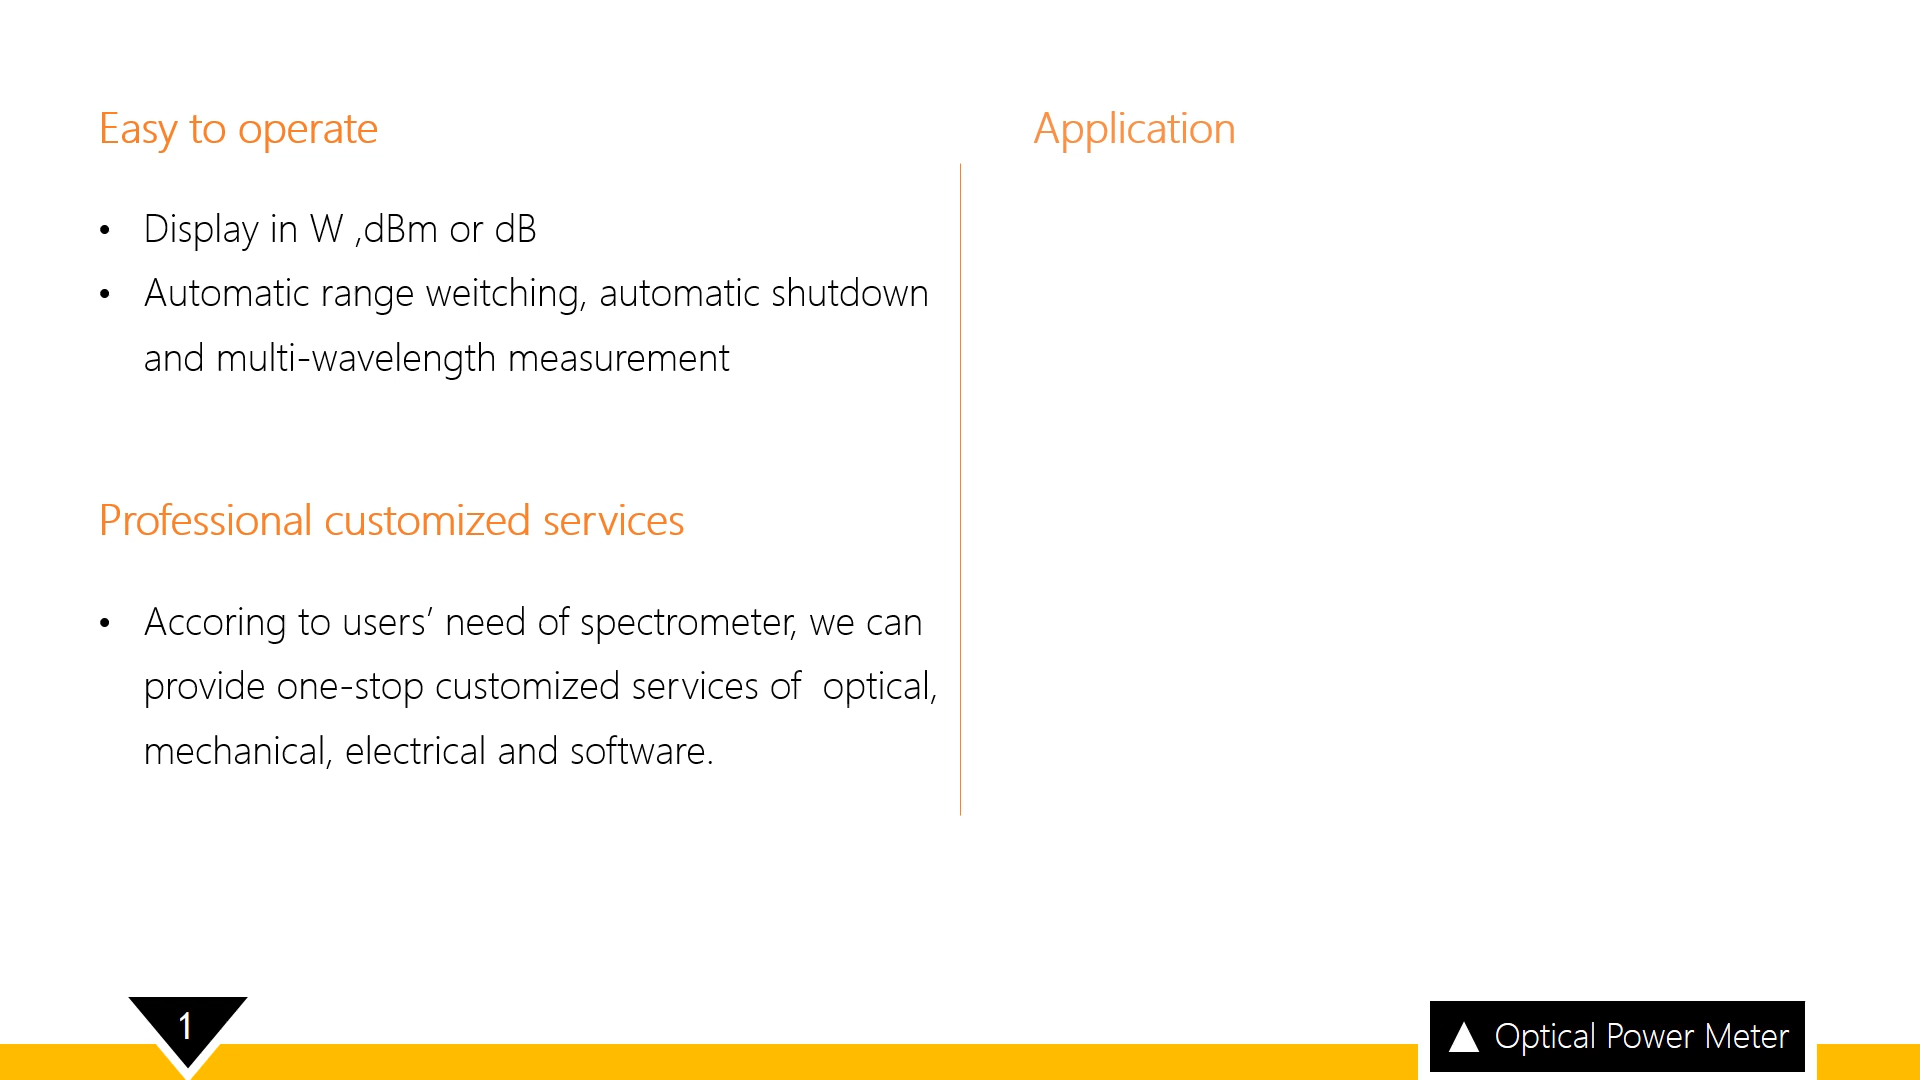 Easy to operate
• Display in W ,dBm or dB
• Automatic range weitching, automatic shutdown
and multi-wavelength measurement
Professional customized services
• Accoring to users’ need of spectrometer, we can
provide one-stop customized services of  optical,
mechanical, electrical and software.
Application
1
▲ Optical Power Meter